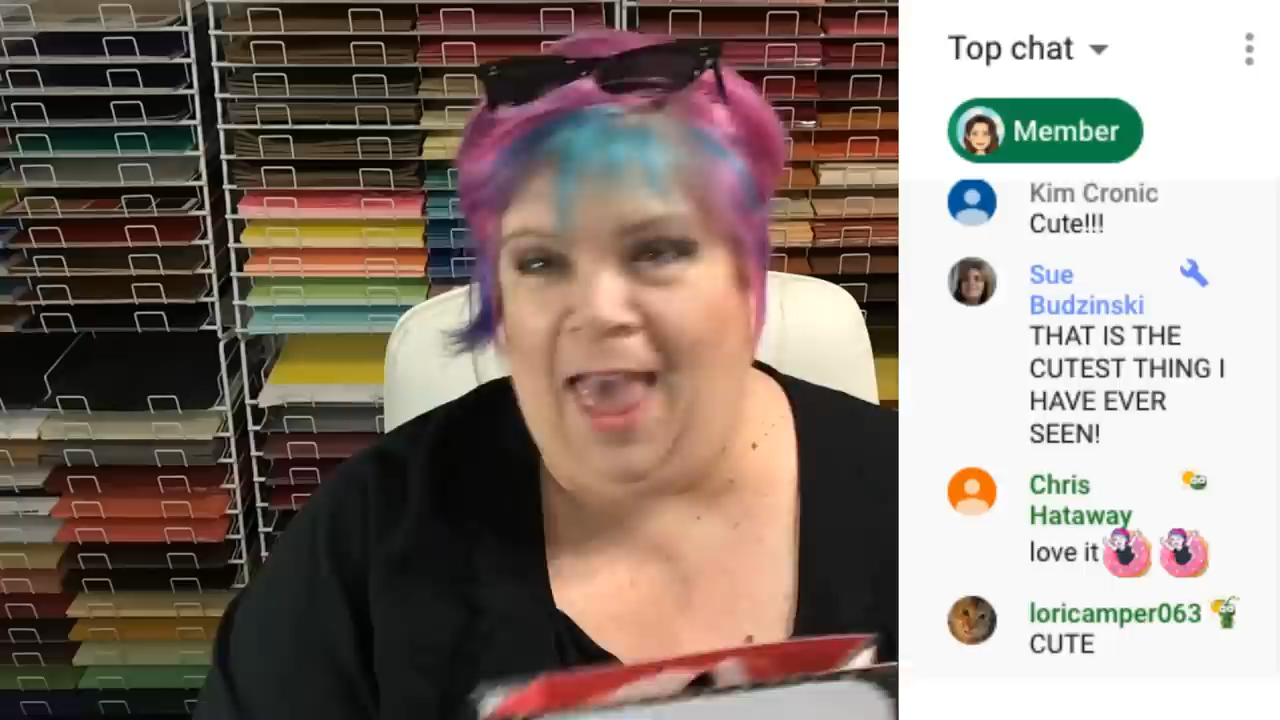 Top chat
Member
Kim Cronic
Cute!!!
Sue
Budzinski
THAT IS THE
CUTEST THING I
HAVE EVER
SEEN!
Chris
Hataway
love it
loricamper063
CUTE